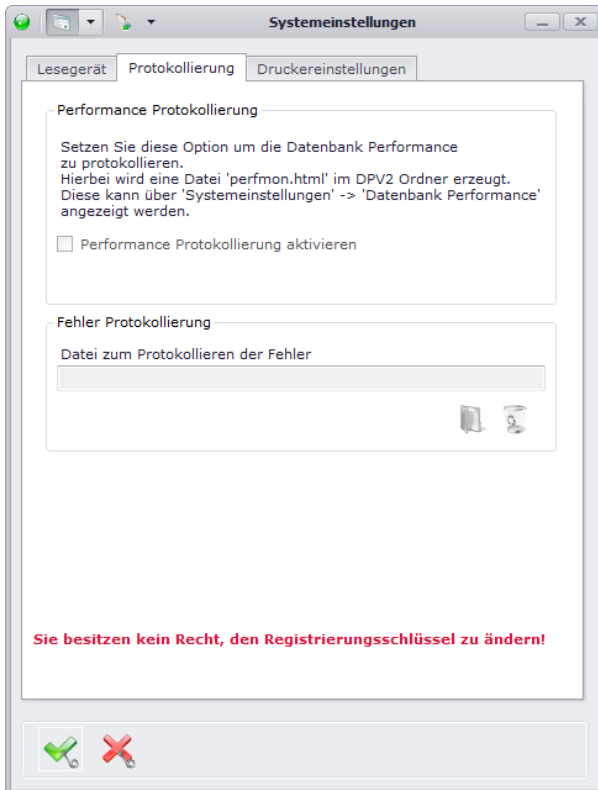 Systemeinstellungen
Lesegerät Protokollierung Druckereinstellungen
Performance Protokollierung
Setzen Sie diese Option um die Datenbank Performance
zu protokollieren.
Hierbei wird eine Datei 'perfmon.html' im DPV2 Ordner erzeugt.
Diese kann über 'Systemeinstellungen' -> 'Datenbank Performance'
angezeigt werden.
Performance Protokollierung aktivieren
Fehler Protokollierung
Datei zum Protokollieren der Fehler
Sie besitzen kein Recht, den Registrierungsschlüssel zu ändern!